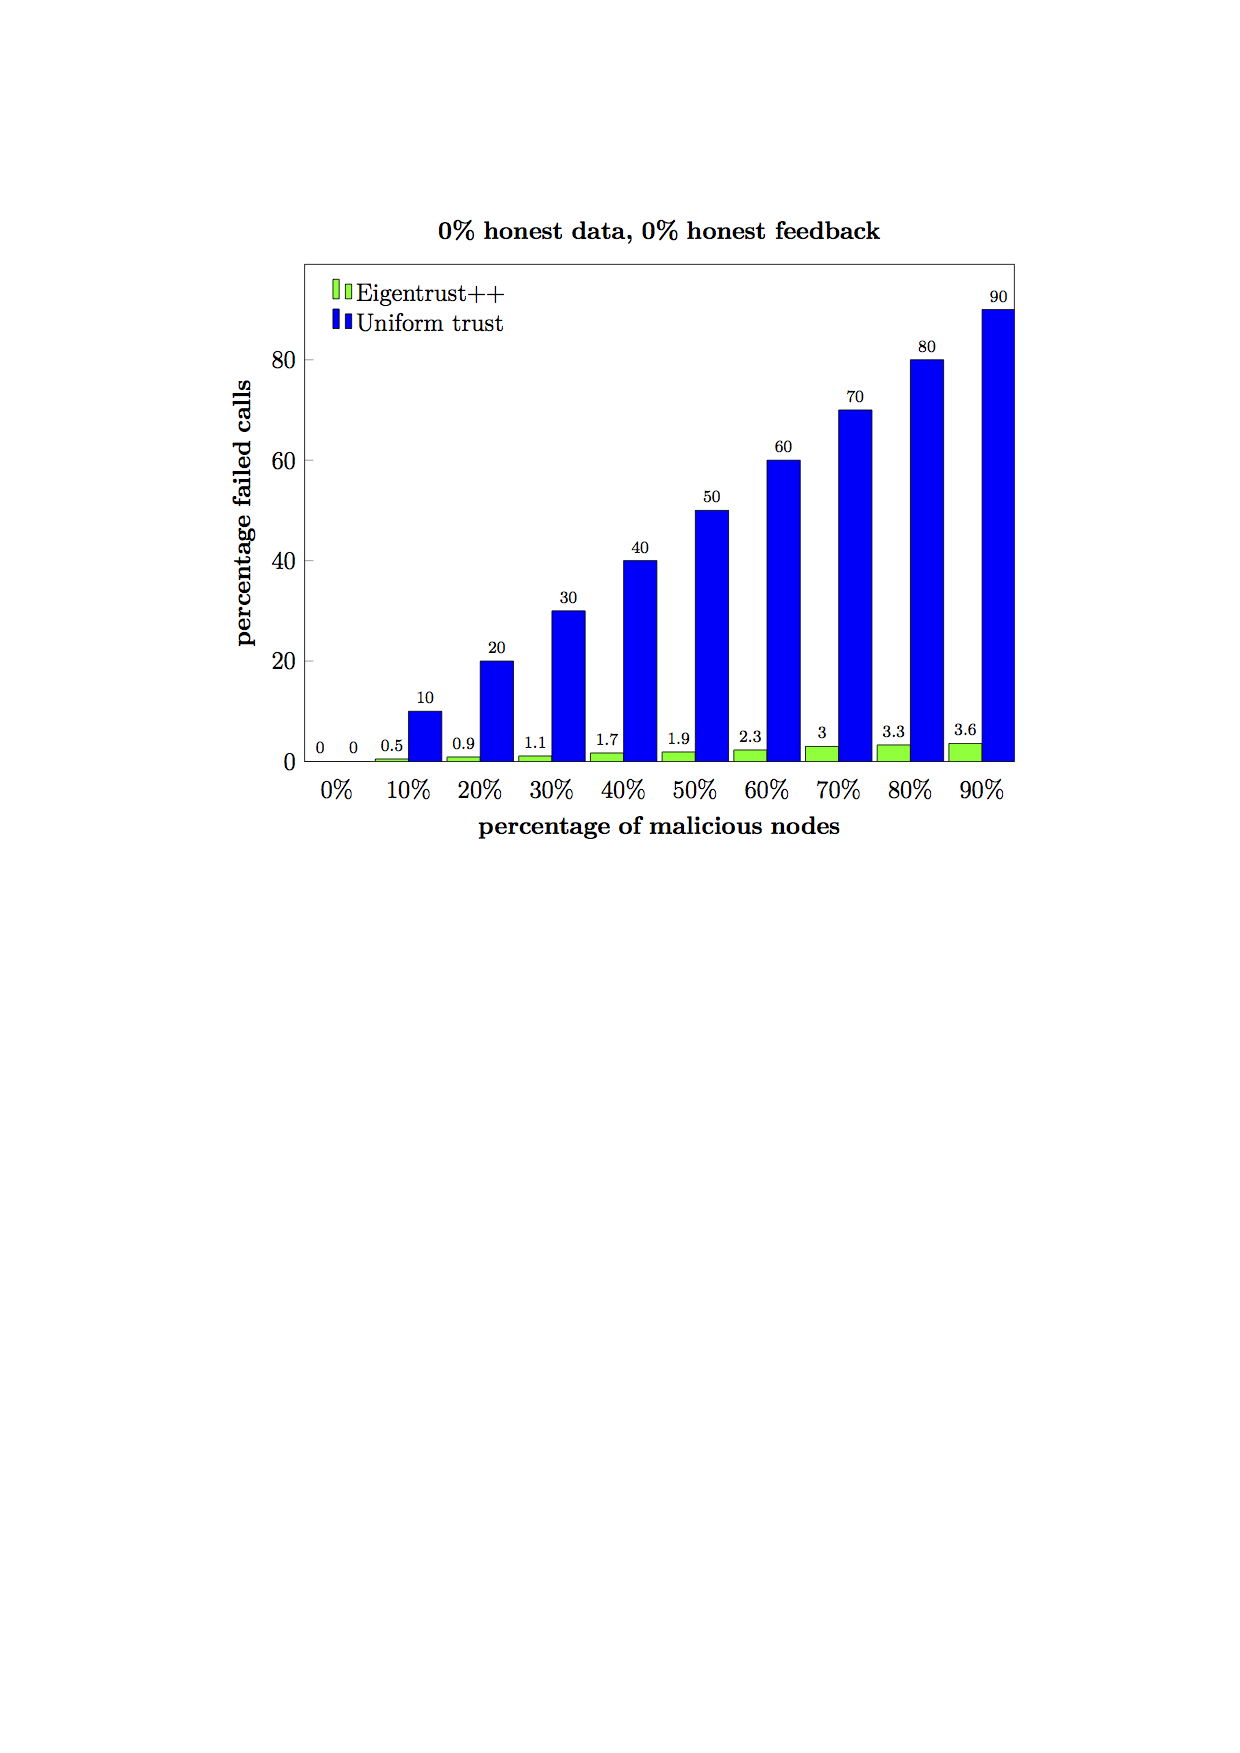 0% honest data, 0% honest feedback
Eigentrust++
Uniform trust
percentage failed calls
80
60
40
20
0
0 0 0.5 10 0.9 20 1.1 30 1.7 40 1.9 50 2.3 60 3 70 3.3 80 3.6 90
0% 10% 20% 30% 40% 50% 60% 70% 80% 90%
percentage of malicious nodes